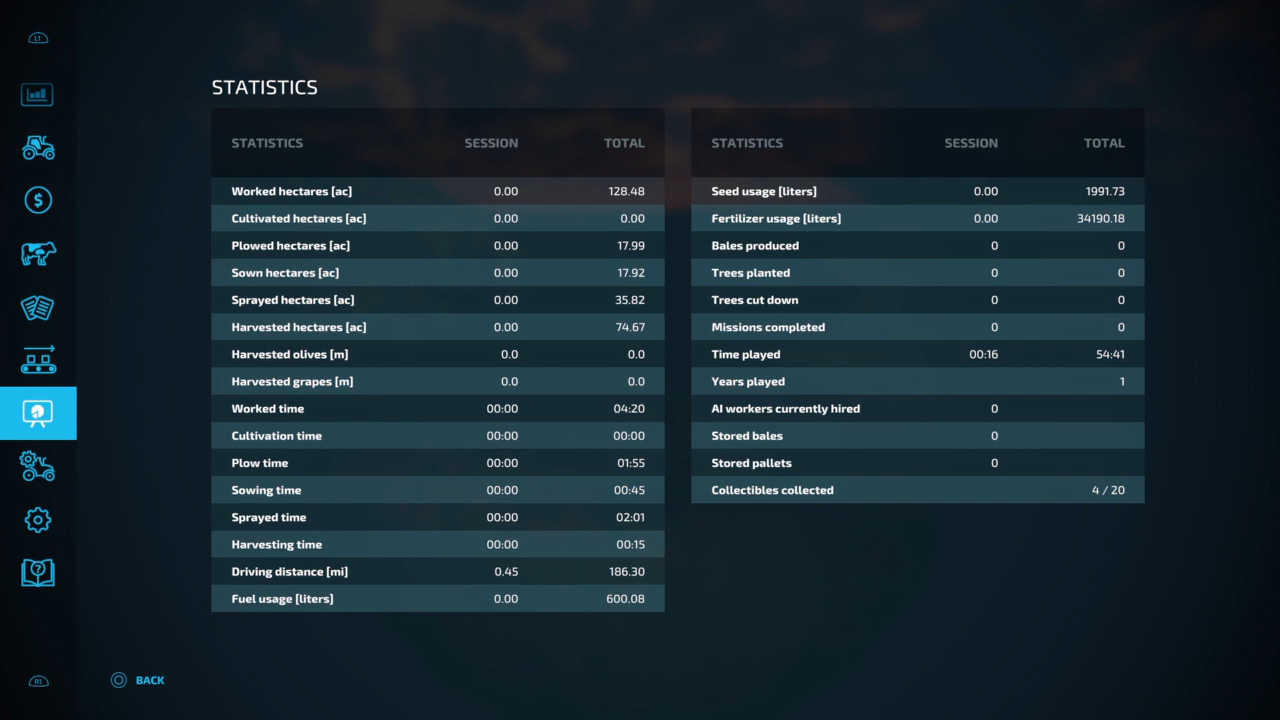 L1
STATISTICS
STATISTICS SESSION TOTAL
Worked hectares [ac] 0.00 128.48
Cultivated hectares [ac] 0.00 0.00
Plowed hectares [ac] 0.00 17.99
Sown hectares [ac] 0.00 17.92
Sprayed hectares [ac] 0.00 35.82
Harvested hectares [ac] 0.00 74.67
Harvested olives [m] 0.0 0.0
Harvested grapes [m] 0.0 0.0
Worked time 00:00 04:20
Cultivation time 00:00 00:00
Plow time 00:00 01:55
Sowing time 00:00 00:45
Sprayed time 00:00 02:01
Harvesting time 00:00 00:15
Driving distance [mi] 0.45 186.30
Fuel usage [liters] 0.00 600.08
STATISTICS SESSION TOTAL
Seed usage [liters] 0.00 1991.73
Fertilizer usage [liters] 0.00 34190.18
Bales produced 0 0
Trees planted 0 0
Trees cut down 0 0
Missions completed 0 0
Time played 00:16 54:41
Years played 1
AI workers currently hired 0
Stored bales 0
Stored pallets 0
Collectibles collected 4 / 20
R1
BACK